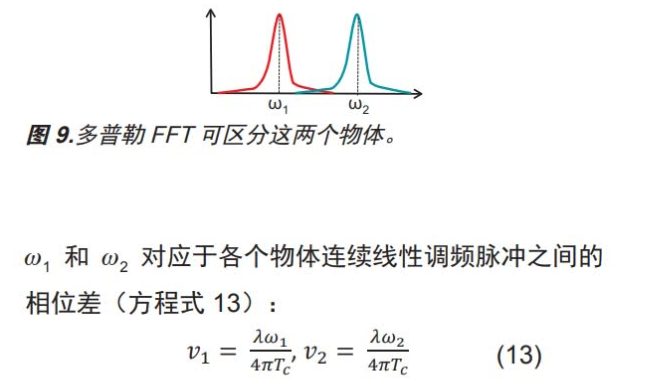 ω₁ ω₂
图 9.多普勒 FFT 可区分这两个物体。
ω₁ 和 ω₂ 对应于各个物体连续线性调频脉冲之间的
相位差（方程式 13）：
v₁ = λω₁/4πT_c, v₂ = λω₂/4πT_c (13)